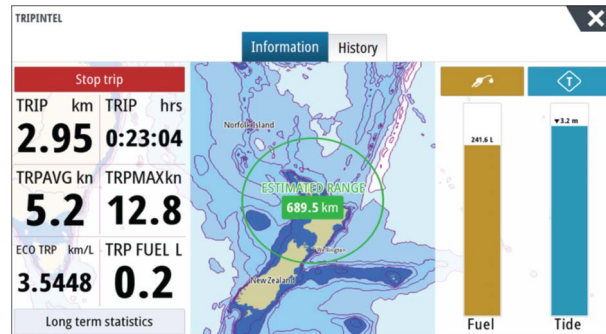 TRIPINTEL
Information History
Stop trip
TRIP km TRIP hrs
2.95 0:23:04
TRPAVG kn TRPMAX kn
5.2 12.8
ECO TRP km/L TRP FUEL L
3.5448 0.2
Long term statistics
Norfolk Island
ESTIMATED RANGE
689.5 km
Wellington
New Zealand
T
241.6 L
▼3.2 m
Fuel Tide